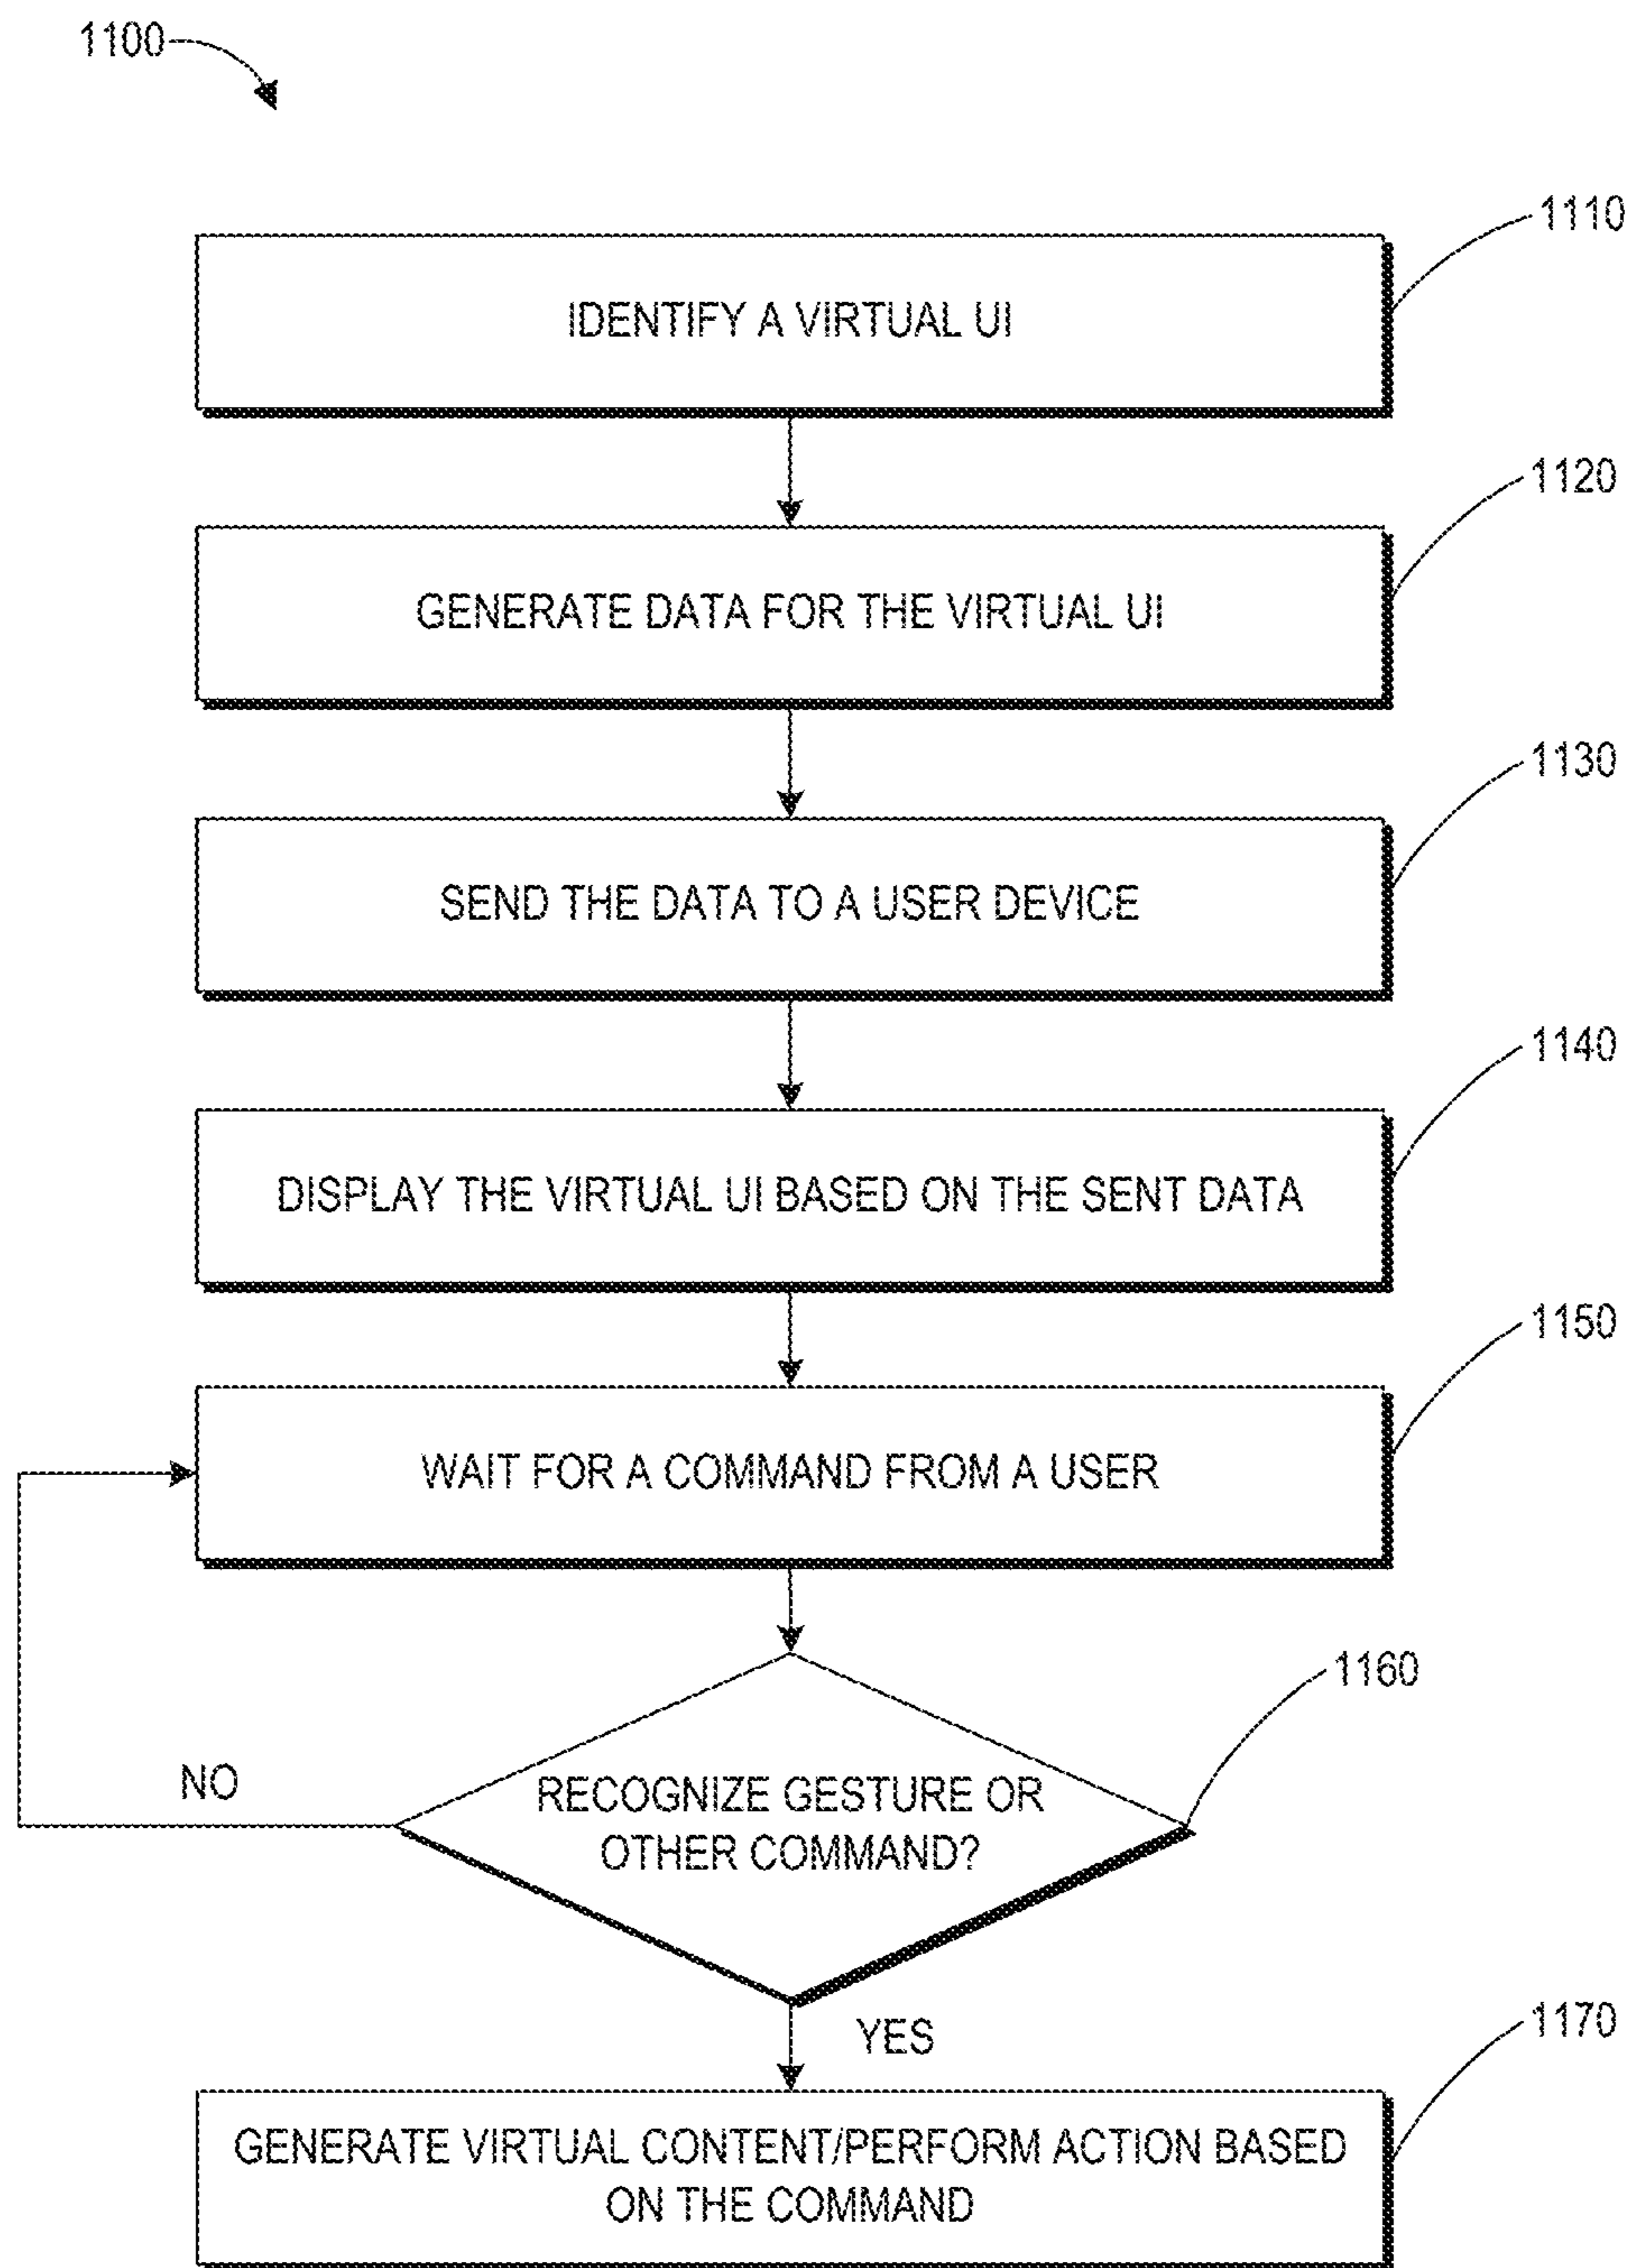 1100
1110
IDENTIFY A VIRTUAL UI
1120
GENERATE DATA FOR THE VIRTUAL UI
1130
SEND THE DATA TO A USER DEVICE
1140
DISPLAY THE VIRTUAL UI BASED ON THE SENT DATA
1150
WAIT FOR A COMMAND FROM A USER
1160
NO
RECOGNIZE GESTURE OR
OTHER COMMAND?
YES
1170
GENERATE VIRTUAL CONTENT/PERFORM ACTION BASED
ON THE COMMAND